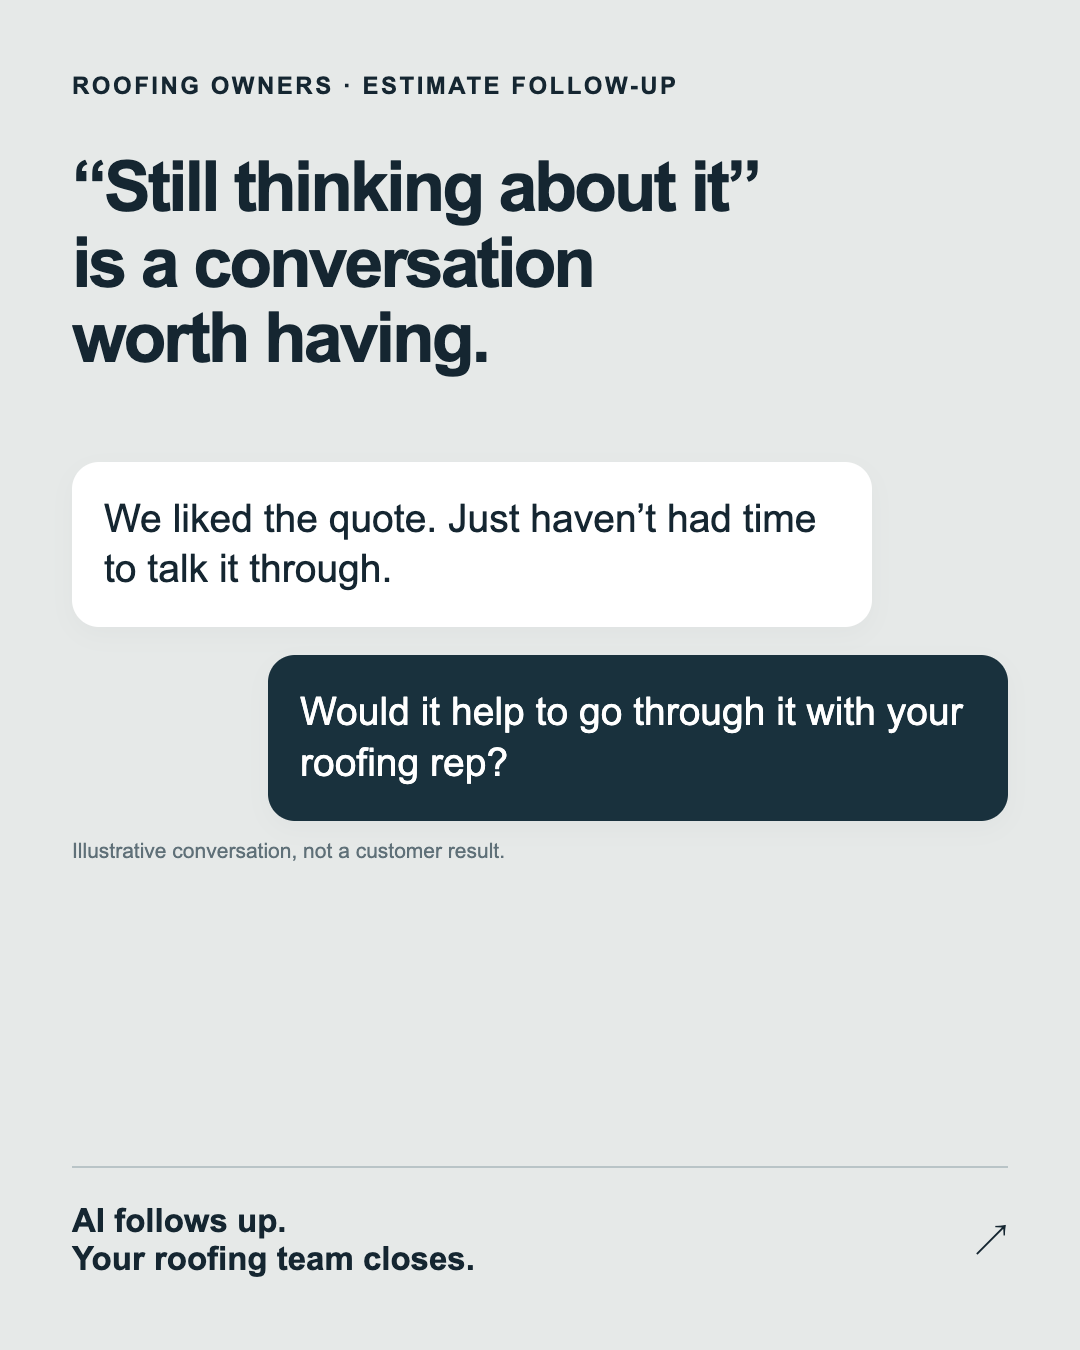 ROOFING OWNERS · ESTIMATE FOLLOW-UP
“Still thinking about it”
is a conversation
worth having.
We liked the quote. Just haven’t had time
to talk it through.
Would it help to go through it with your
roofing rep?
Illustrative conversation, not a customer result.
AI follows up.
Your roofing team closes.